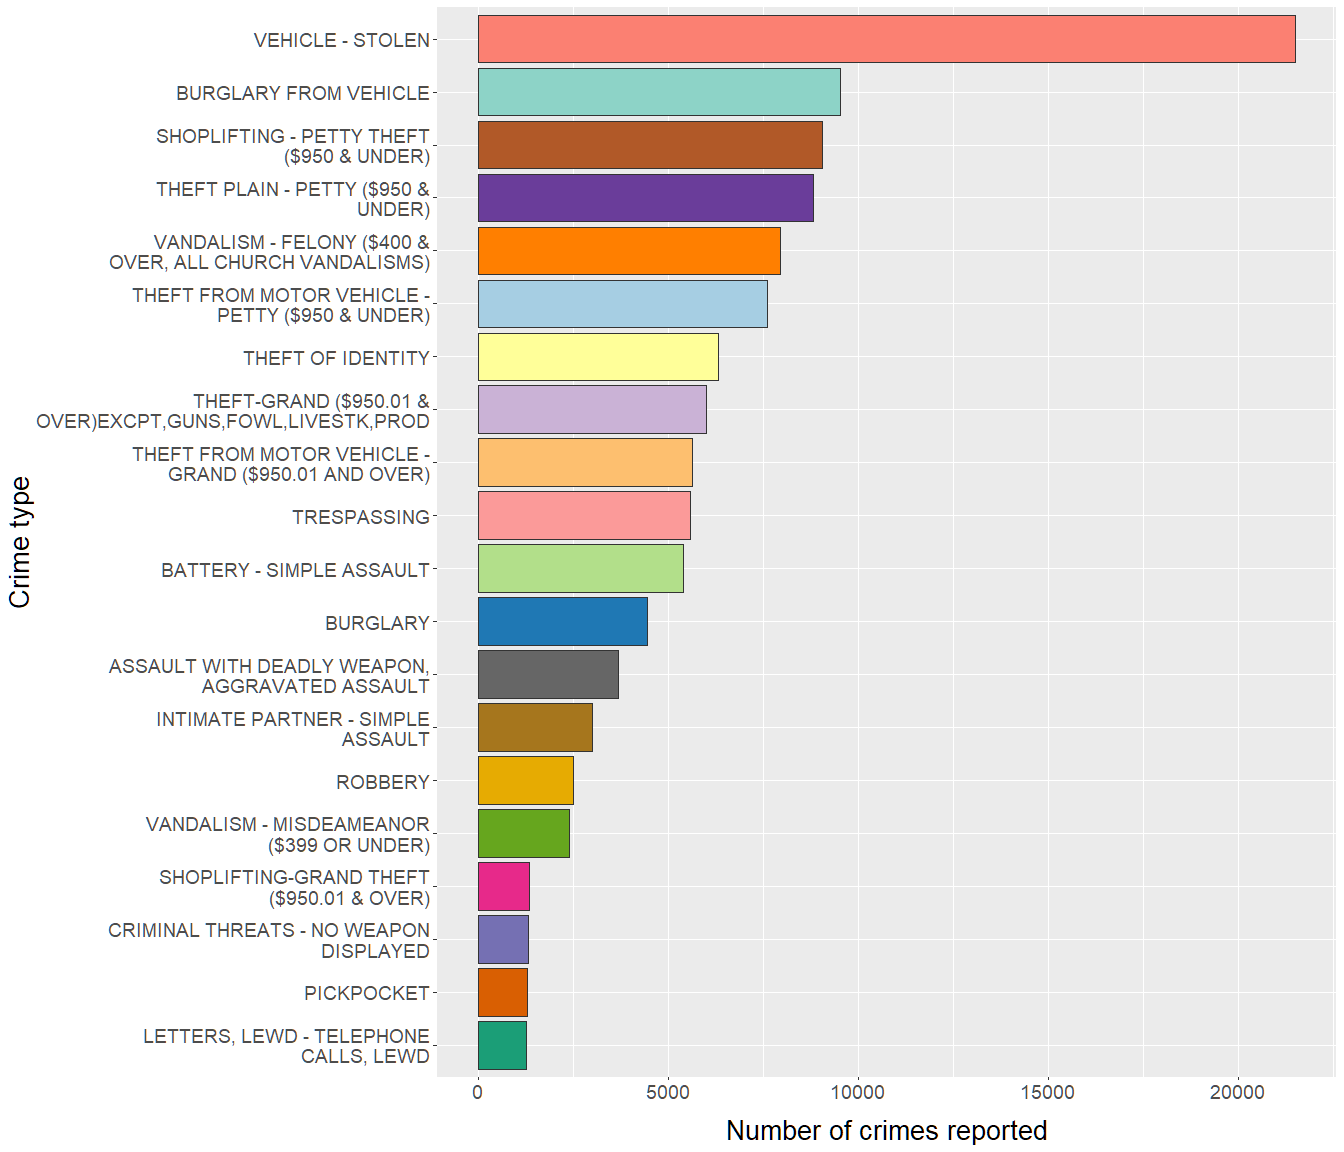 VEHICLE - STOLEN
BURGLARY FROM VEHICLE
SHOPLIFTING - PETTY THEFT
($950 & UNDER)
THEFT PLAIN - PETTY ($950 &
UNDER)
VANDALISM - FELONY ($400 &
OVER, ALL CHURCH VANDALISMS)
THEFT FROM MOTOR VEHICLE -
PETTY ($950 & UNDER)
THEFT OF IDENTITY
THEFT-GRAND ($950.01 &
OVER)EXCPT,GUNS,FOWL,LIVESTK,PROD
THEFT FROM MOTOR VEHICLE -
GRAND ($950.01 AND OVER)
TRESPASSING
BATTERY - SIMPLE ASSAULT
BURGLARY
ASSAULT WITH DEADLY WEAPON,
AGGRAVATED ASSAULT
INTIMATE PARTNER - SIMPLE
ASSAULT
ROBBERY
VANDALISM - MISDEAMEANOR
($399 OR UNDER)
SHOPLIFTING-GRAND THEFT
($950.01 & OVER)
CRIMINAL THREATS - NO WEAPON
DISPLAYED
PICKPOCKET
LETTERS, LEWD - TELEPHONE
CALLS, LEWD
Crime type
0 5000 10000 15000 20000
Number of crimes reported